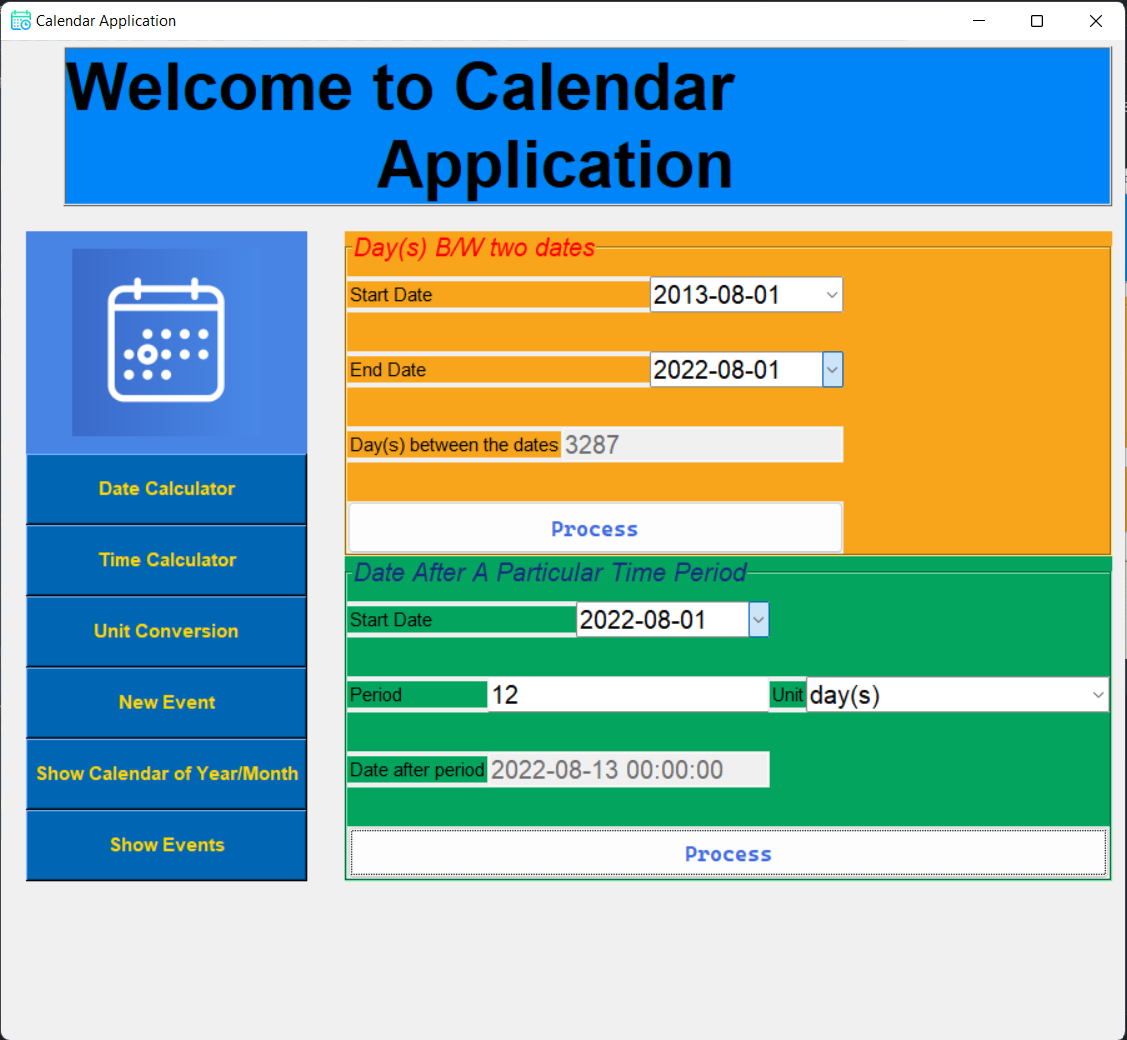 Calendar Application
Welcome to Calendar
Application
Date Calculator
Time Calculator
Unit Conversion
New Event
Show Calendar of Year/Month
Show Events
Day(s) B/W two dates
Start Date 2013-08-01
End Date 2022-08-01
Day(s) between the dates 3287
Process
Date After A Particular Time Period
Start Date 2022-08-01
Period 12 Unit day(s)
Date after period 2022-08-13 00:00:00
Process